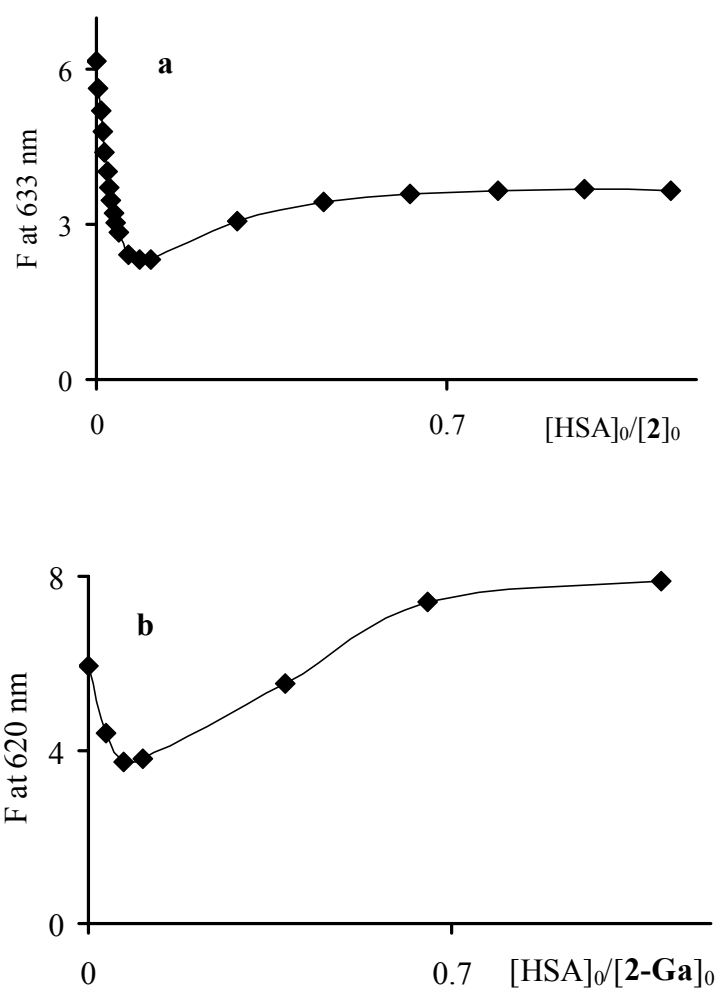 a
6
3
0
F at 633 nm
0 0.7 [HSA]₀/[2]₀
8
b
4
0
F at 620 nm
0 0.7 [HSA]₀/[2-Ga]₀